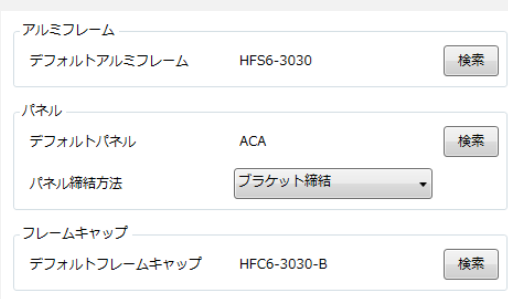 アルミフレーム
デフォルトアルミフレーム HFS6-3030 検索
パネル
デフォルトパネル ACA 検索
パネル締結方法 ブラケット締結
フレームキャップ
デフォルトフレームキャップ HFC6-3030-B 検索